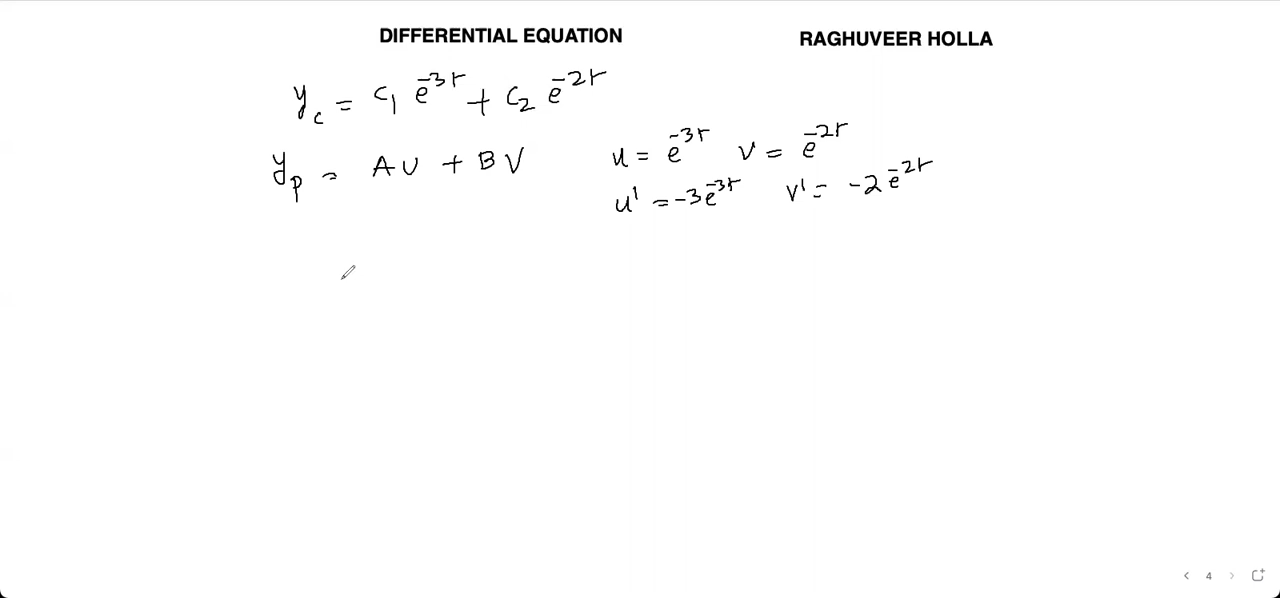 DIFFERENTIAL EQUATION RAGHUVEER HOLLA
y_c = c_1 e^{-3r} + c_2 e^{-2r}
y_p = AU + BV
u = e^{-3r} v = e^{-2r}
u' = -3e^{-3r} v' = -2e^{-2r}
4